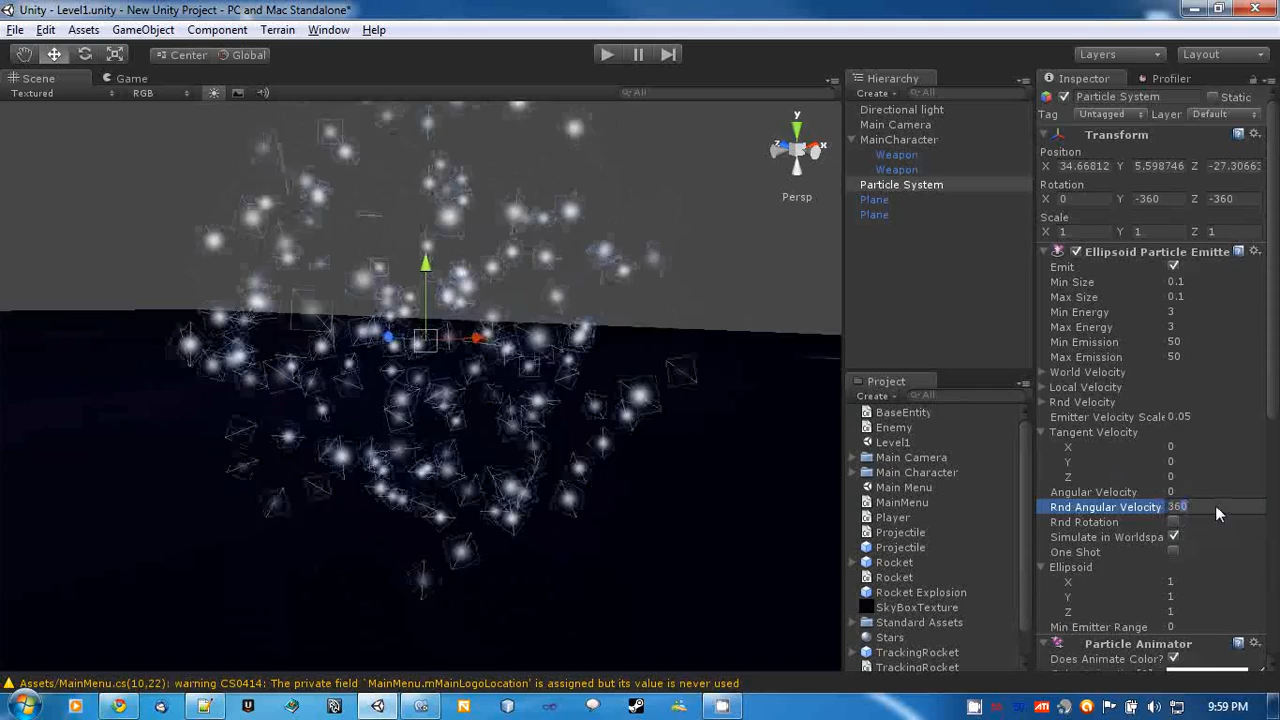 Unity - Level1.unity - New Unity Project - PC and Mac Standalone*
File Edit Assets GameObject Component Terrain Window Help
Center Global Layers Layout
Scene Game Hierarchy Inspector Profiler
Textured RGB All Create All
Particle System Static
Tag Untagged Layer Default
Directional light
Main Camera
MainCharacter
Weapon
Weapon
Particle System
Plane
Plane
y
z x
Persp
Transform
Position
X 34.66812 Y 5.598746 Z -27.3066
Rotation
X 0 Y -360 Z -360
Scale
X 1 Y 1 Z 1
Ellipsoid Particle Emitte
Emit
Min Size 0.1
Max Size 0.1
Min Energy 3
Max Energy 3
Min Emission 50
Max Emission 50
World Velocity
Local Velocity
Rnd Velocity
Emitter Velocity Scale 0.05
Tangent Velocity
X 0
Y 0
Z 0
Angular Velocity 0
Rnd Angular Velocity 360
Rnd Rotation
Simulate in Worldspa
One Shot
Ellipsoid
X 1
Y 1
Z 1
Min Emitter Range 0
Particle Animator
Does Animate Color?
Project
Create All
BaseEntity
Enemy
Level1
Main Camera
Main Character
Main Menu
MainMenu
Player
Projectile
Projectile
Rocket
Rocket
Rocket Explosion
SkyBoxTexture
Standard Assets
Stars
TrackingRocket
TrackingRocket
Assets/MainMenu.cs(10,22): warning CS0414: The private field `MainMenu.mMainLogoLocation' is assigned but its value is never used
9:59 PM